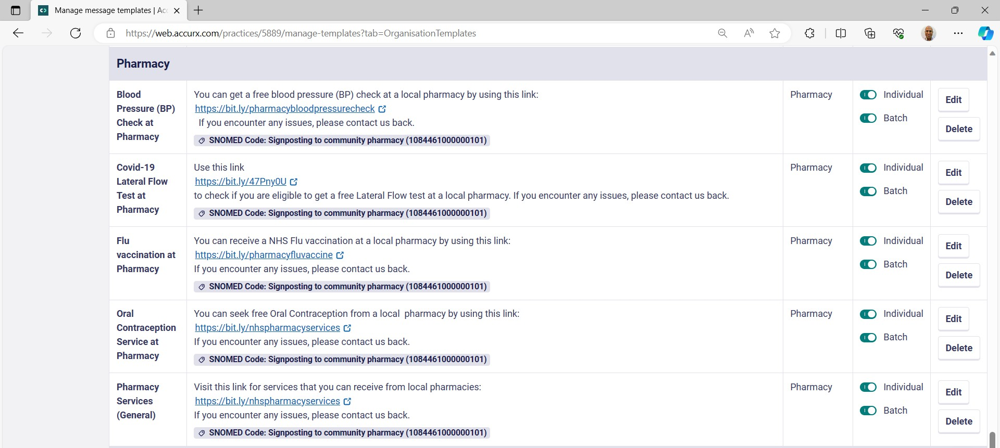 Manage message templates | Acc
https://web.accurx.com/practices/5889/manage-templates?tab=OrganisationTemplates
Pharmacy
Blood
Pressure (BP)
Check at
Pharmacy
You can get a free blood pressure (BP) check at a local pharmacy by using this link:
https://bit.ly/pharmacybloodpressurecheck
If you encounter any issues, please contact us back.
SNOMED Code: Signposting to community pharmacy (1084461000000101)
Pharmacy
Individual
Batch
Edit
Delete
Covid-19
Lateral Flow
Test at
Pharmacy
Use this link
https://bit.ly/47Pny0U
to check if you are eligible to get a free Lateral Flow test at a local pharmacy. If you encounter any issues, please contact us back.
SNOMED Code: Signposting to community pharmacy (1084461000000101)
Pharmacy
Individual
Batch
Edit
Delete
Flu
vaccination at
Pharmacy
You can receive a NHS Flu vaccination at a local pharmacy by using this link:
https://bit.ly/pharmacyfluvaccine
If you encounter any issues, please contact us back.
SNOMED Code: Signposting to community pharmacy (1084461000000101)
Pharmacy
Individual
Batch
Edit
Delete
Oral
Contraception
Service at
Pharmacy
You can seek free Oral Contraception from a local  pharmacy by using this link:
https://bit.ly/nhspharmacyservices
If you encounter any issues, please contact us back.
SNOMED Code: Signposting to community pharmacy (1084461000000101)
Pharmacy
Individual
Batch
Edit
Delete
Pharmacy
Services
(General)
Visit this link for services that you can receive from local pharmacies:
https://bit.ly/nhspharmacyservices
If you encounter any issues, please contact us back.
SNOMED Code: Signposting to community pharmacy (1084461000000101)
Pharmacy
Individual
Batch
Edit
Delete